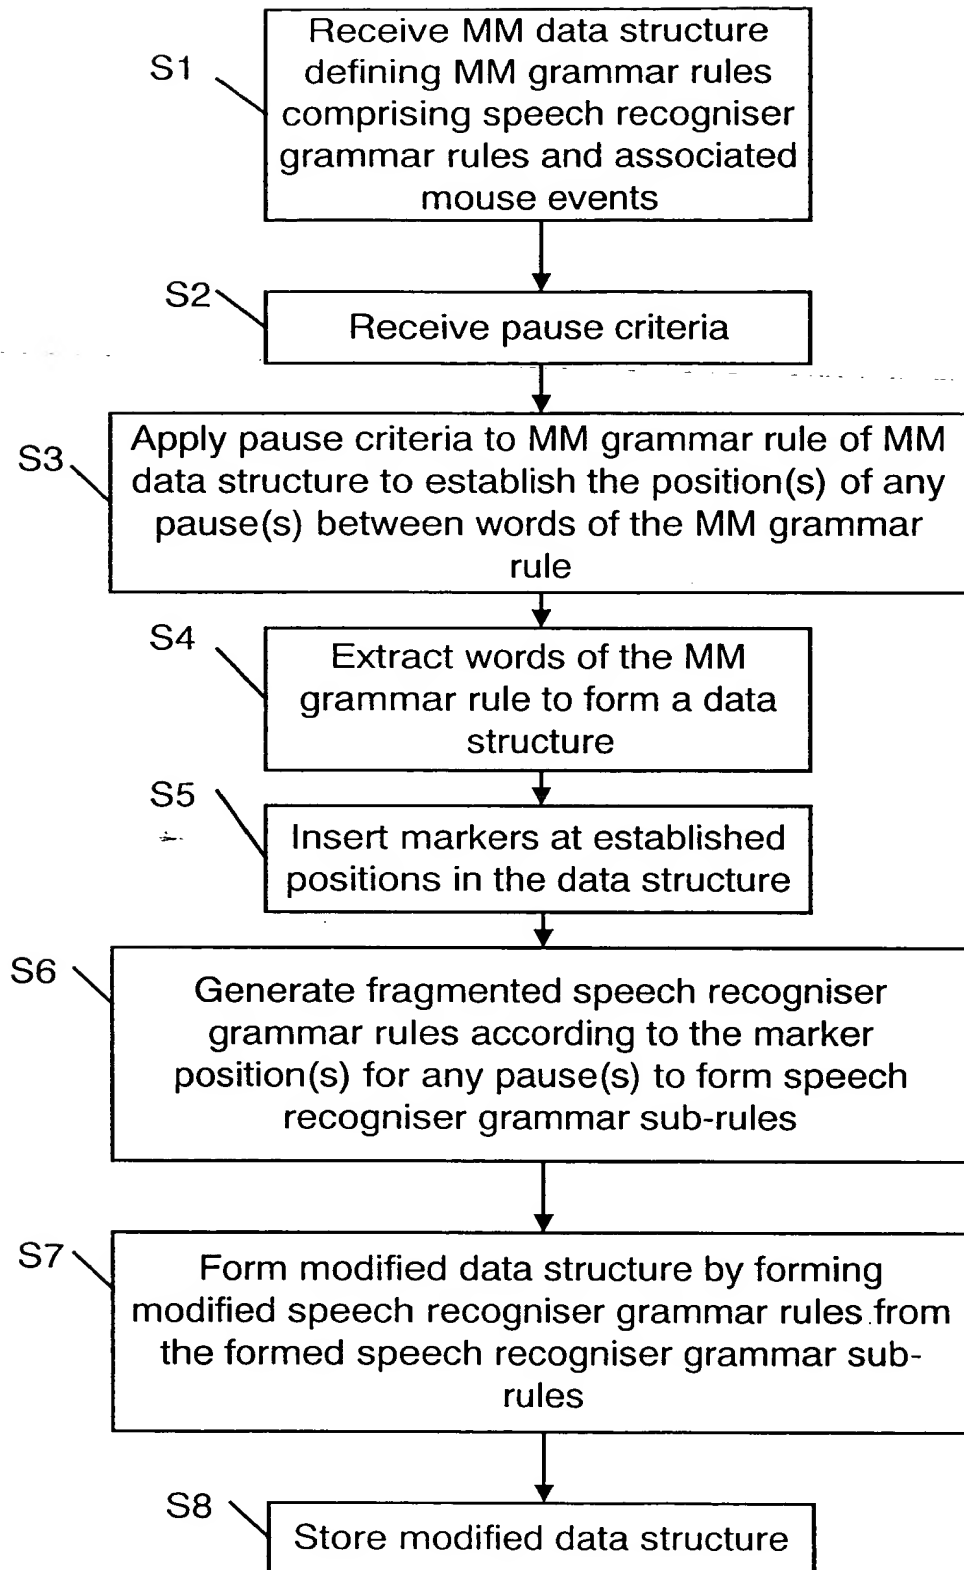 S1
Receive MM data structure
defining MM grammar rules
comprising speech recogniser
grammar rules and associated
mouse events
S2
Receive pause criteria
S3
Apply pause criteria to MM grammar rule of MM
data structure to establish the position(s) of any
pause(s) between words of the MM grammar
rule
S4
Extract words of the MM
grammar rule to form a data
structure
S5
Insert markers at established
positions in the data structure
S6
Generate fragmented speech recogniser
grammar rules according to the marker
position(s) for any pause(s) to form speech
recogniser grammar sub-rules
S7
Form modified data structure by forming
modified speech recogniser grammar rules from
the formed speech recogniser grammar sub-
rules
S8
Store modified data structure